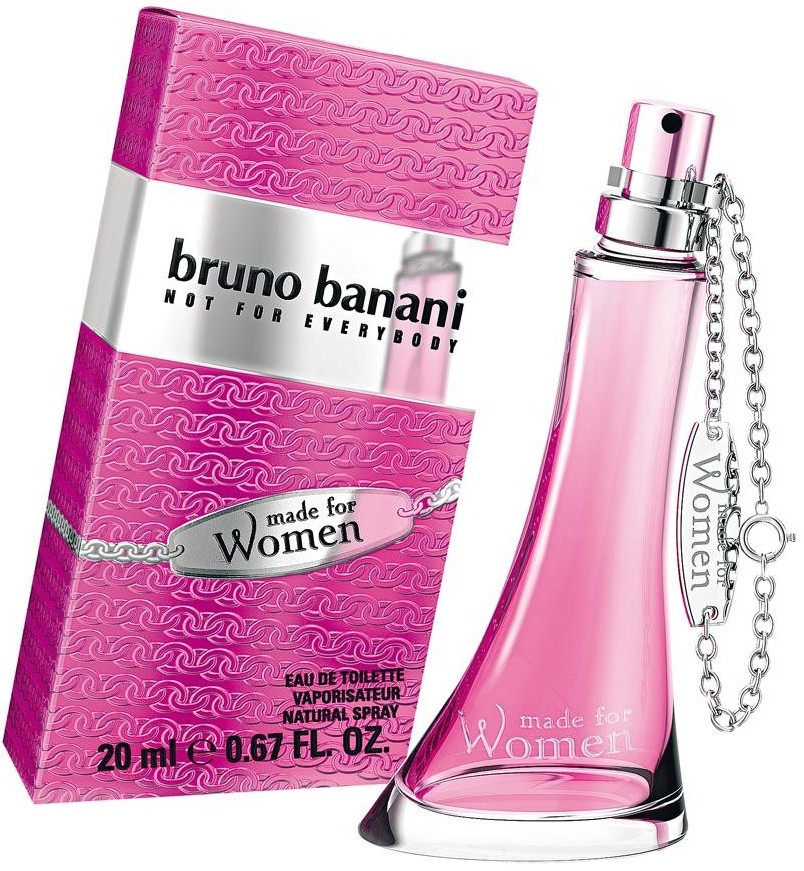 bruno banani
NOT FOR EVERYBODY
made for
Women
EAU DE TOILETTE
VAPORISATEUR
NATURAL SPRAY
20 ml ℮ 0.67 FL. OZ.
made for
Women
made for
Women